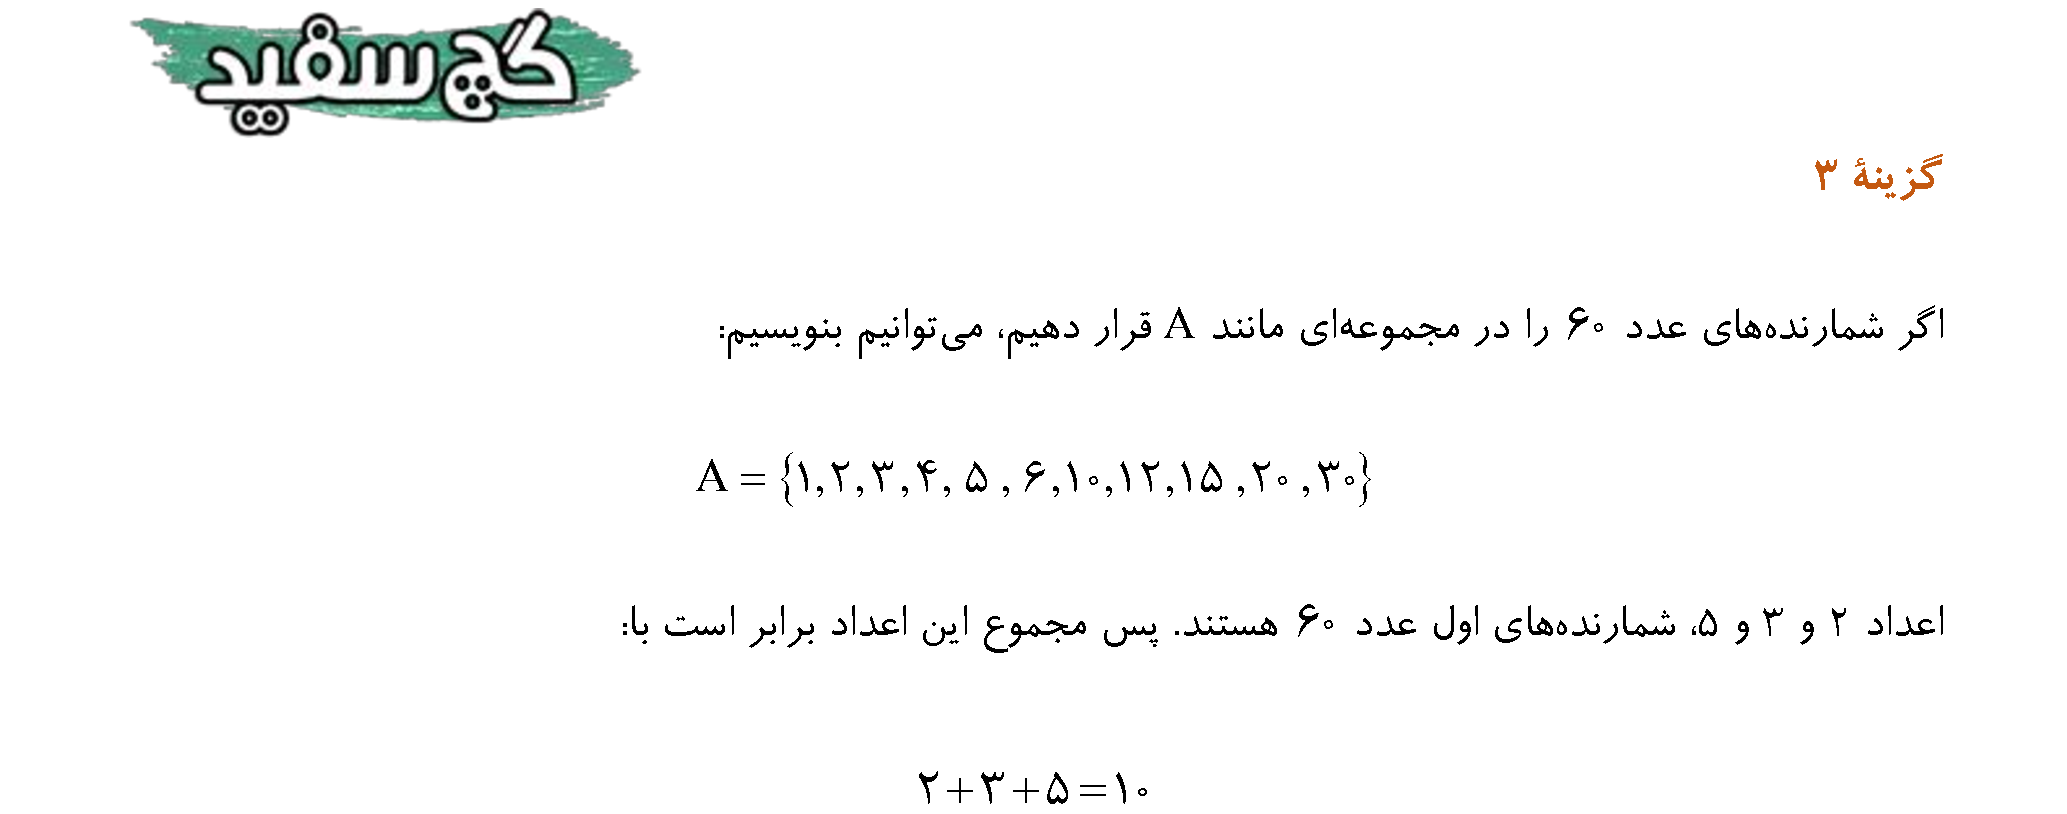 گچ سفید
گزینهٔ ۳
اگر شمارنده‌های عدد ۶۰ را در مجموعه‌ای مانند A قرار دهیم، می‌توانیم بنویسیم:
A = {۱,۲,۳,۴, ۵ , ۶,۱۰,۱۲,۱۵ ,۲۰ ,۳۰}
اعداد ۲ و ۳ و ۵، شمارنده‌های اول عدد ۶۰ هستند. پس مجموع این اعداد برابر است با:
۲+۳+۵=۱۰